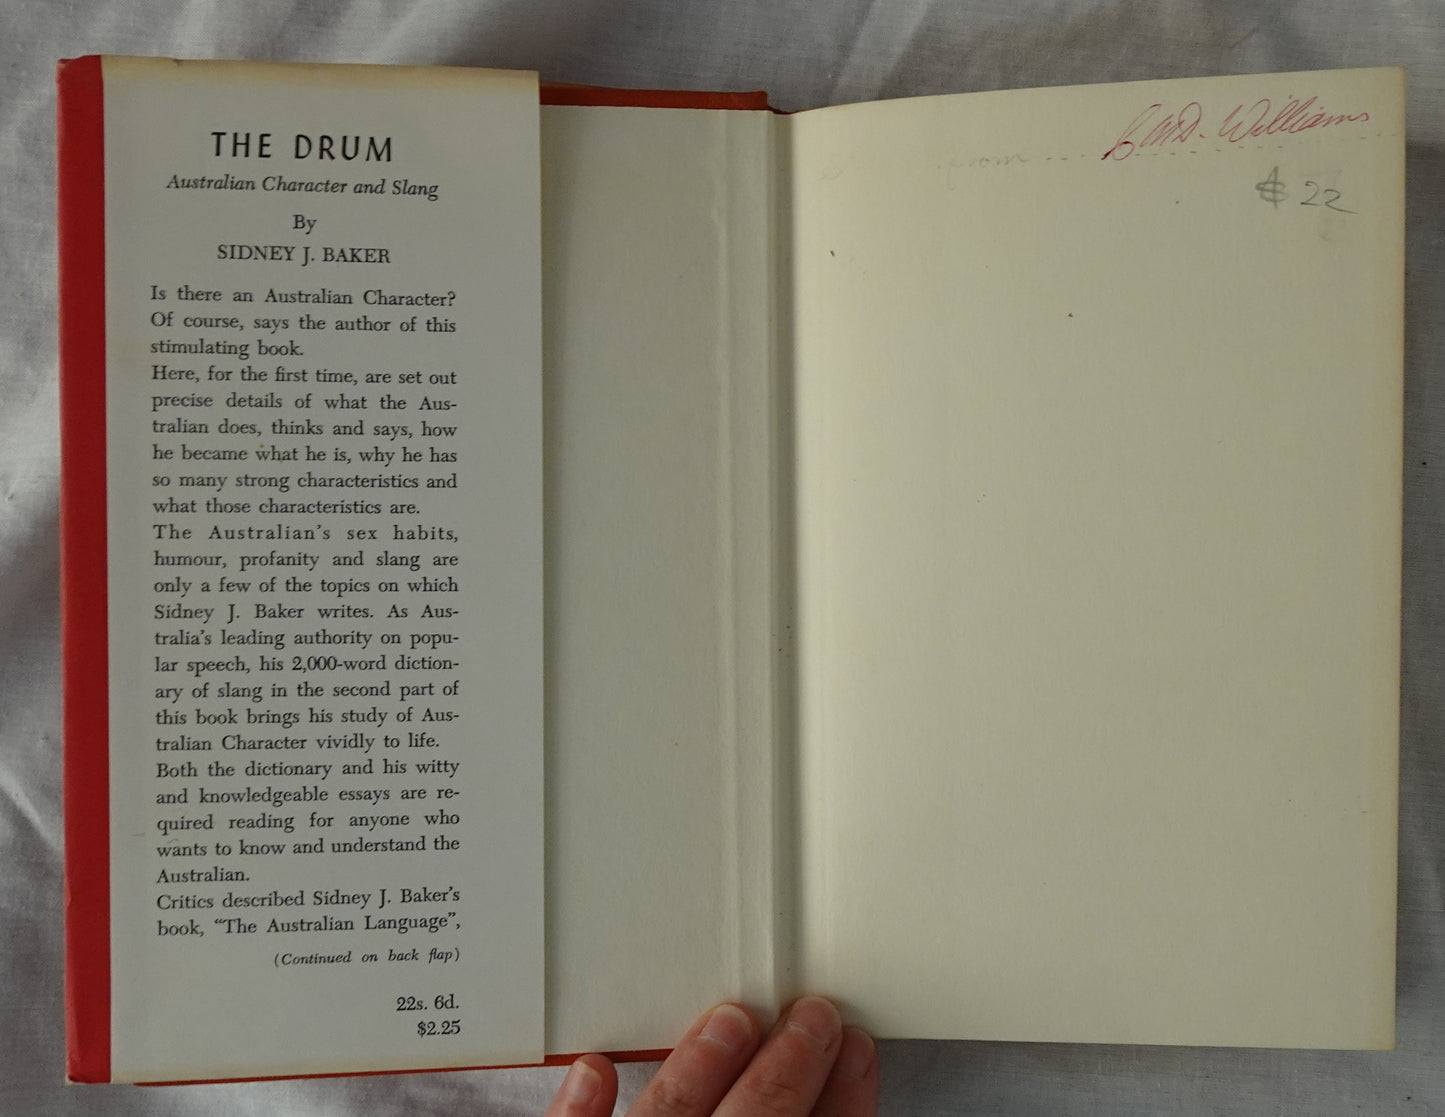 THE DRUM
Australian Character and Slang
By
SIDNEY J. BAKER
Is there an Australian Character?
Of course, says the author of this
stimulating book.
Here, for the first time, are set out
precise details of what the Aus-
tralian does, thinks and says, how
he became what he is, why he has
so many strong characteristics and
what those characteristics are.
The Australian's sex habits,
humour, profanity and slang are
only a few of the topics on which
Sidney J. Baker writes. As Aus-
tralia's leading authority on popu-
lar speech, his 2,000-word diction-
ary of slang in the second part of
this book brings his study of Aus-
tralian Character vividly to life.
Both the dictionary and his witty
and knowledgeable essays are re-
quired reading for anyone who
wants to know and understand the
Australian.
Critics described Sidney J. Baker's
book, “The Australian Language”,
(Continued on back flap)
22s. 6d.
$2.25
Williams
from
$ 22